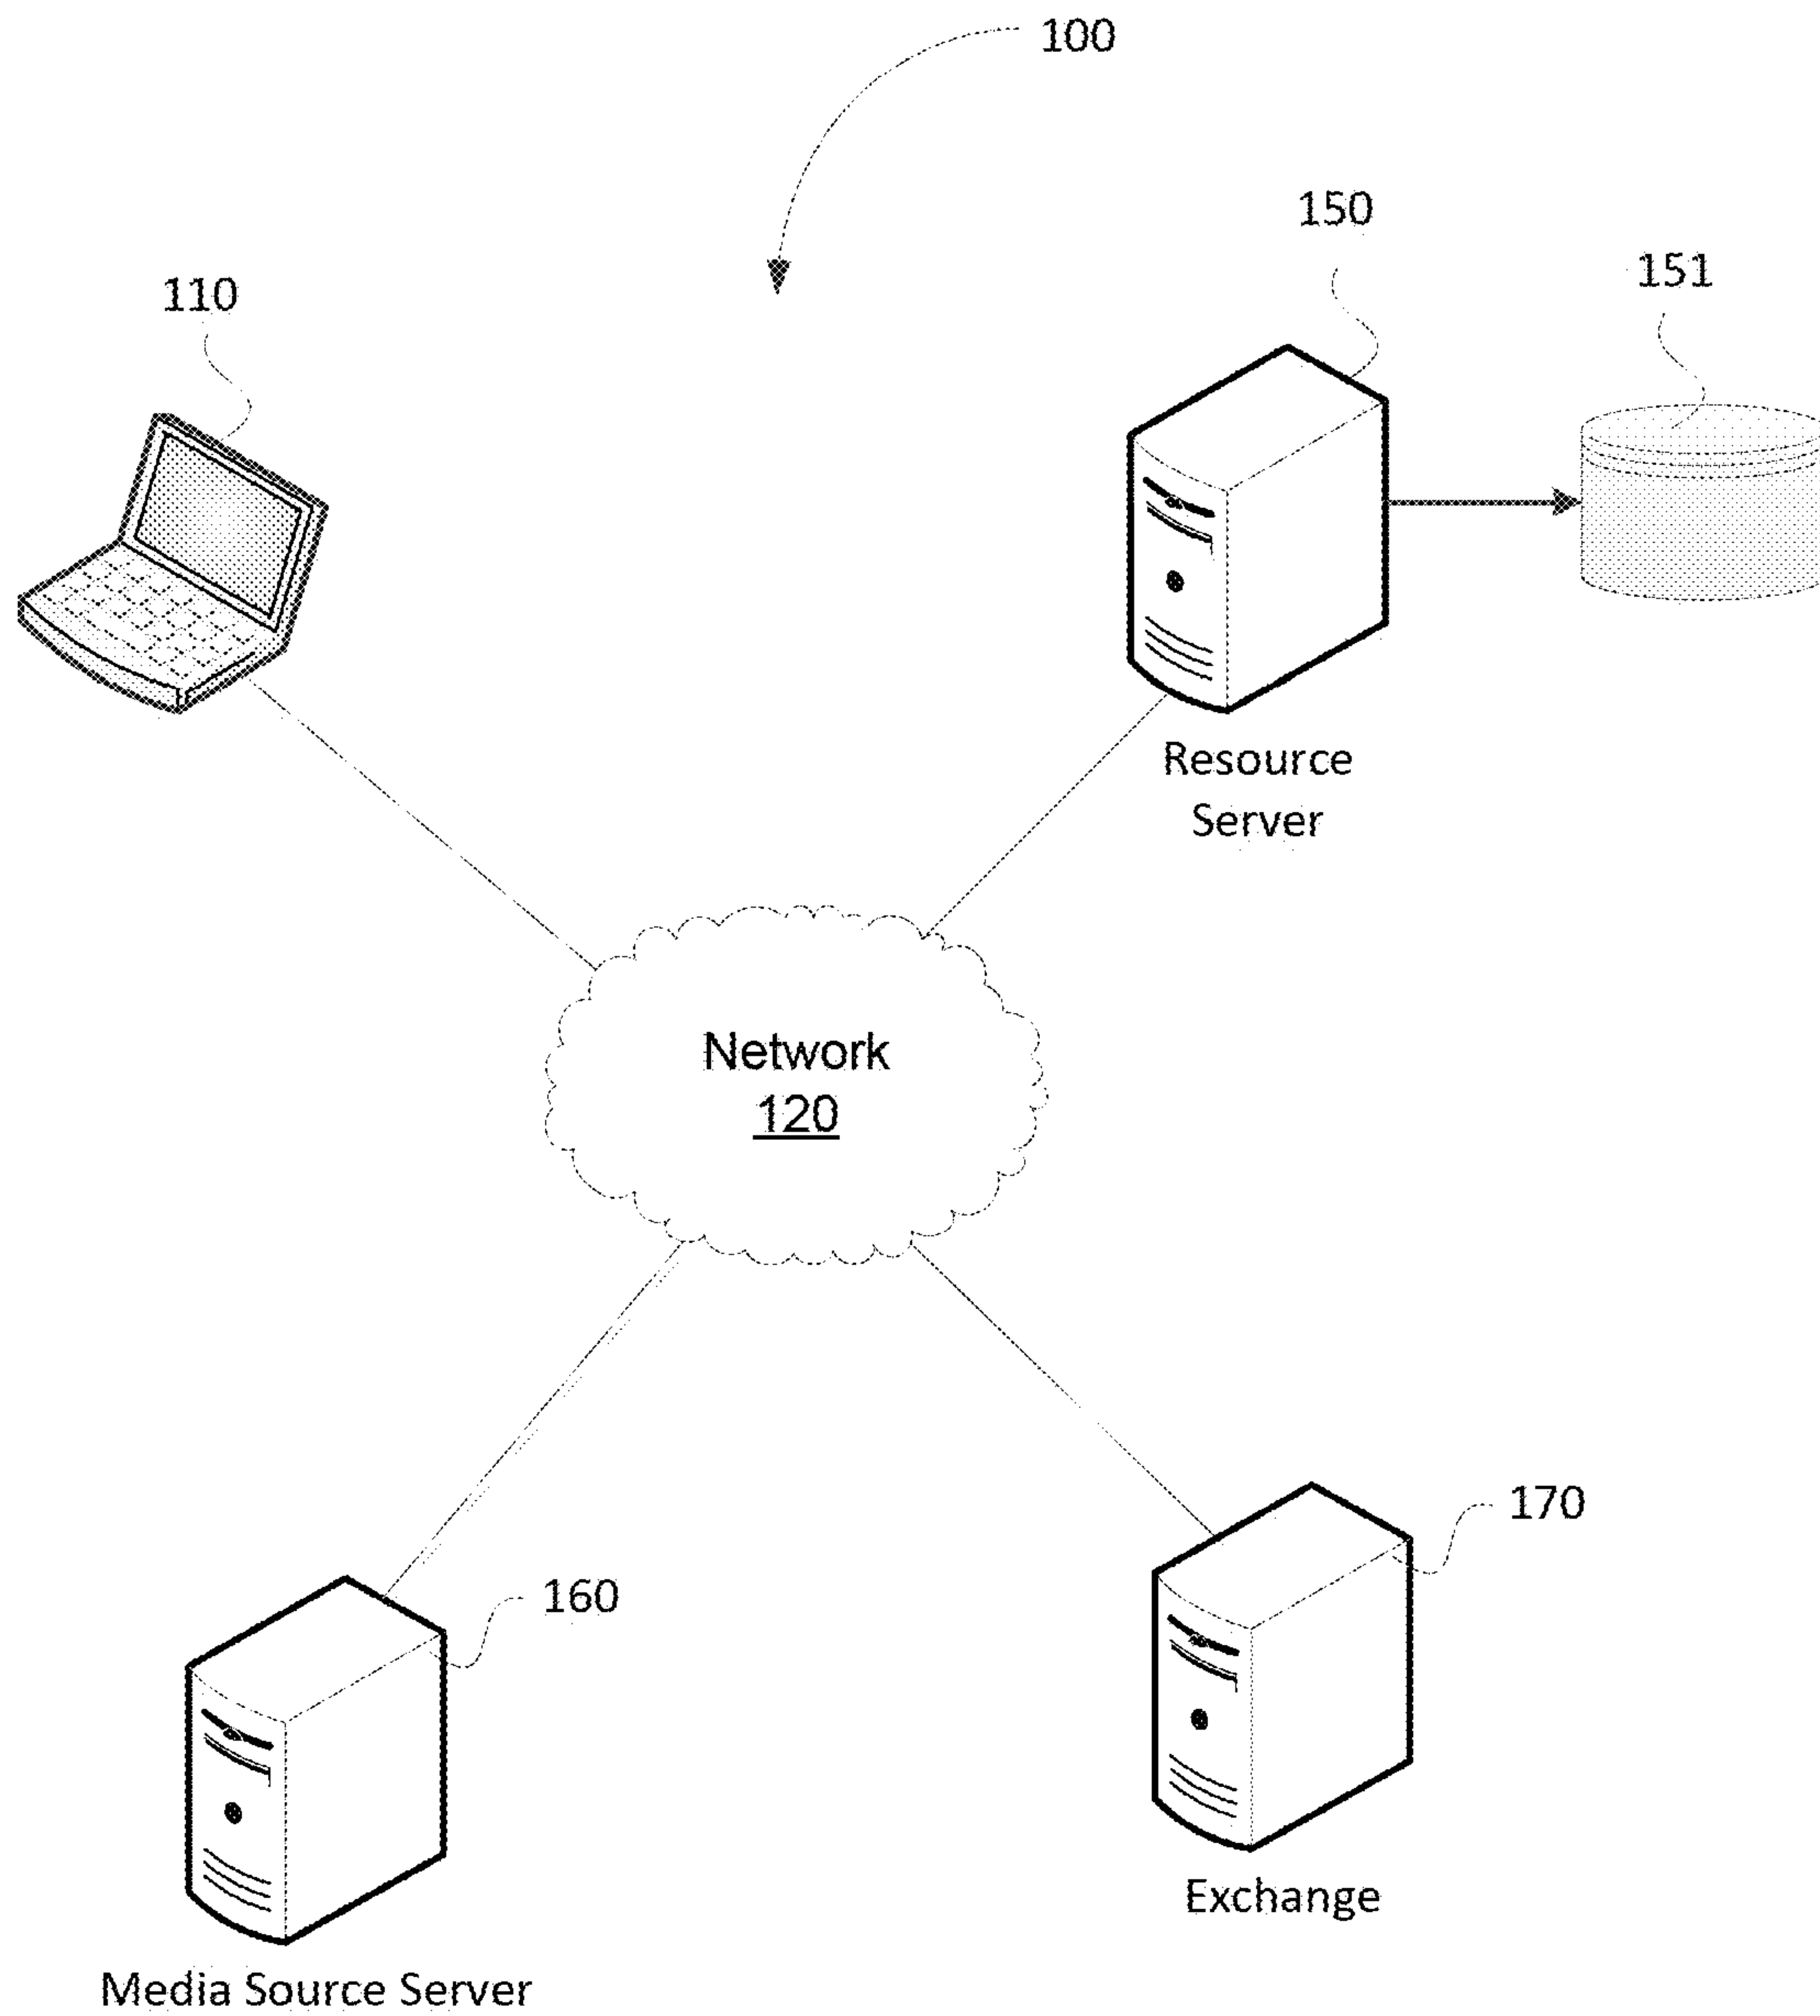 100
150
151
110
Resource
Server
Network
120
170
160
Exchange
Media Source Server